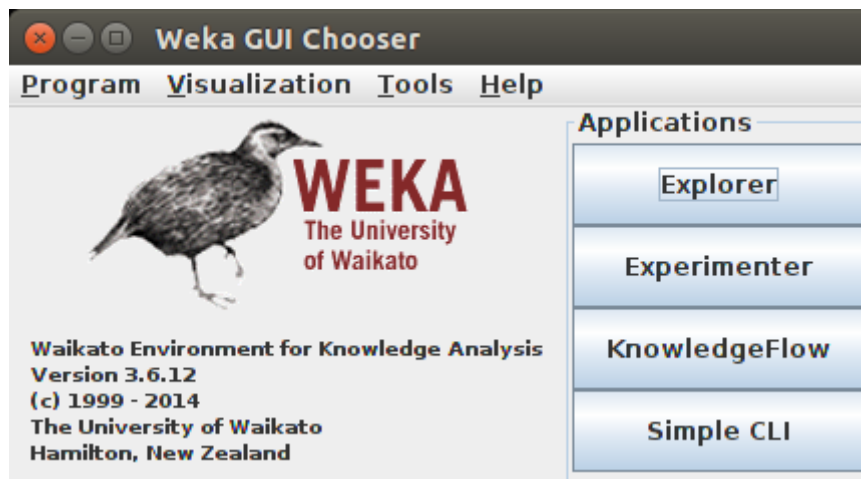 Weka GUI Chooser
Program Visualization Tools Help
WEKA
The University
of Waikato
Waikato Environment for Knowledge Analysis
Version 3.6.12
(c) 1999 - 2014
The University of Waikato
Hamilton, New Zealand
Applications
Explorer
Experimenter
KnowledgeFlow
Simple CLI